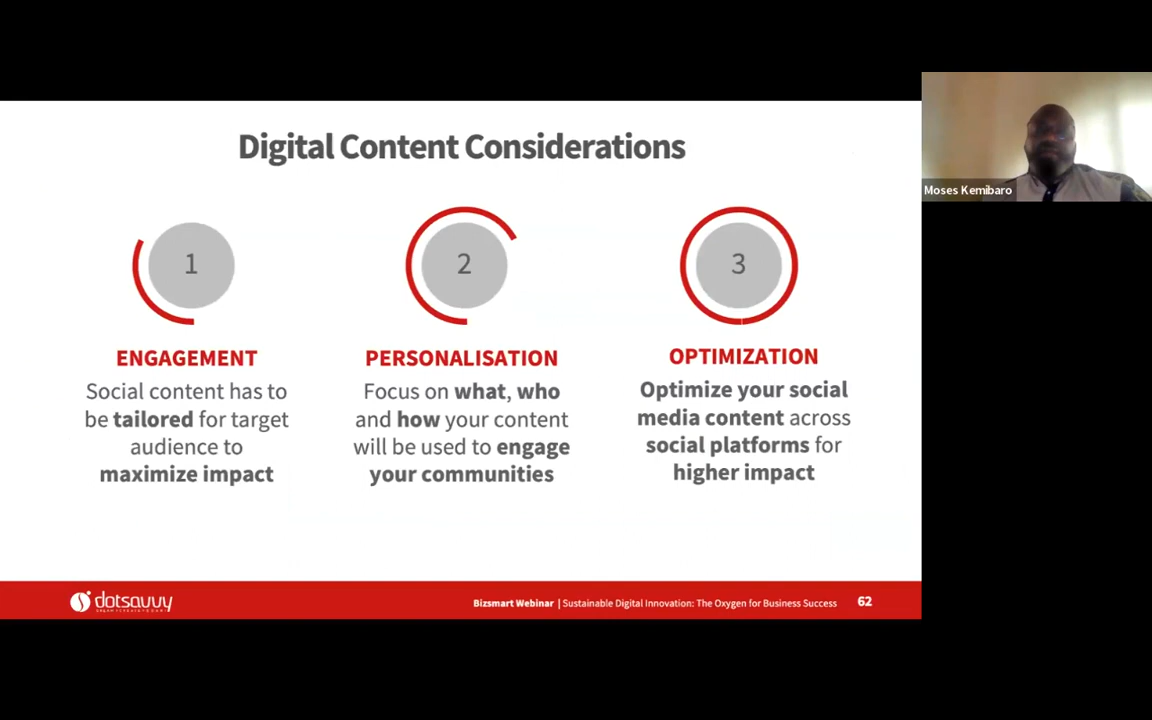 Digital Content Considerations
Moses Kemibaro
1
2
3
ENGAGEMENT
Social content has to
be tailored for target
audience to
maximize impact
PERSONALISATION
Focus on what, who
and how your content
will be used to engage
your communities
OPTIMIZATION
Optimize your social
media content across
social platforms for
higher impact
dotsavvy
Bizsmart Webinar | Sustainable Digital Innovation: The Oxygen for Business Success
62